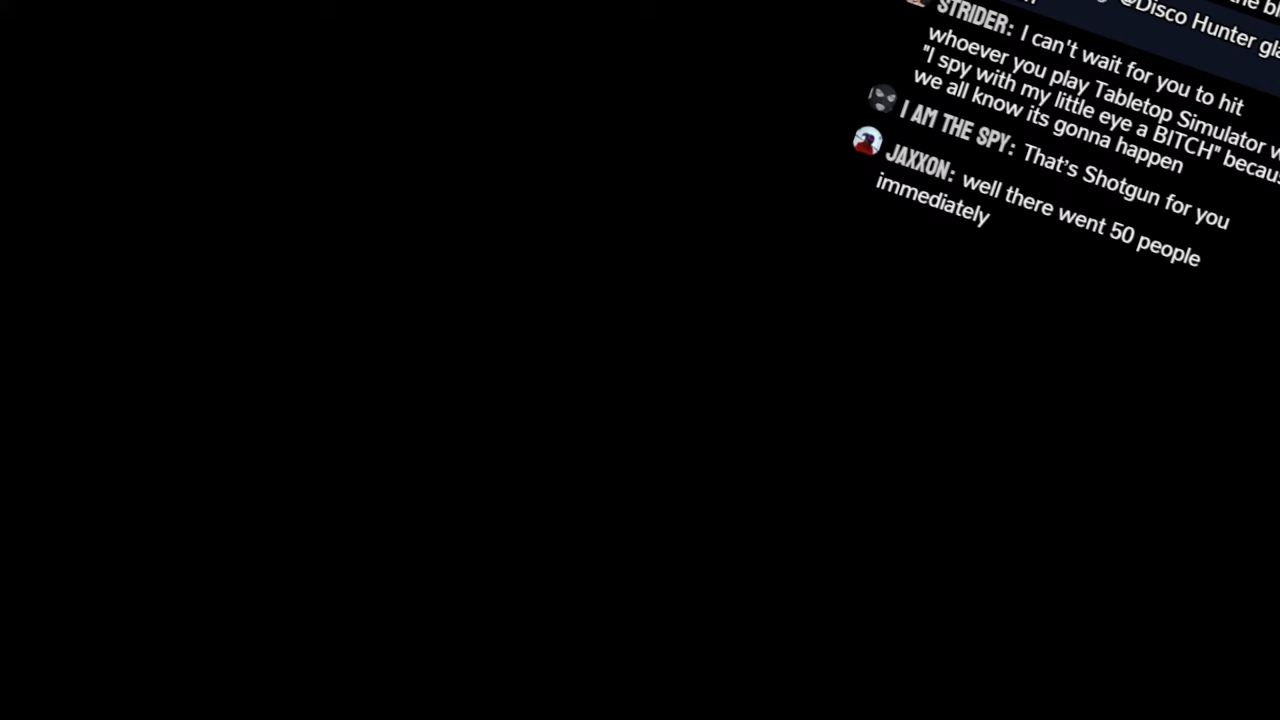 @Disco Hunter
STRIDER: I can't wait for you to hit
whoever you play Tabletop Simulator
"I spy with my little eye a BITCH"
we all know its gonna happen
I AM THE SPY: That's Shotgun for you
JAXXON: well there went 50 people
immediately